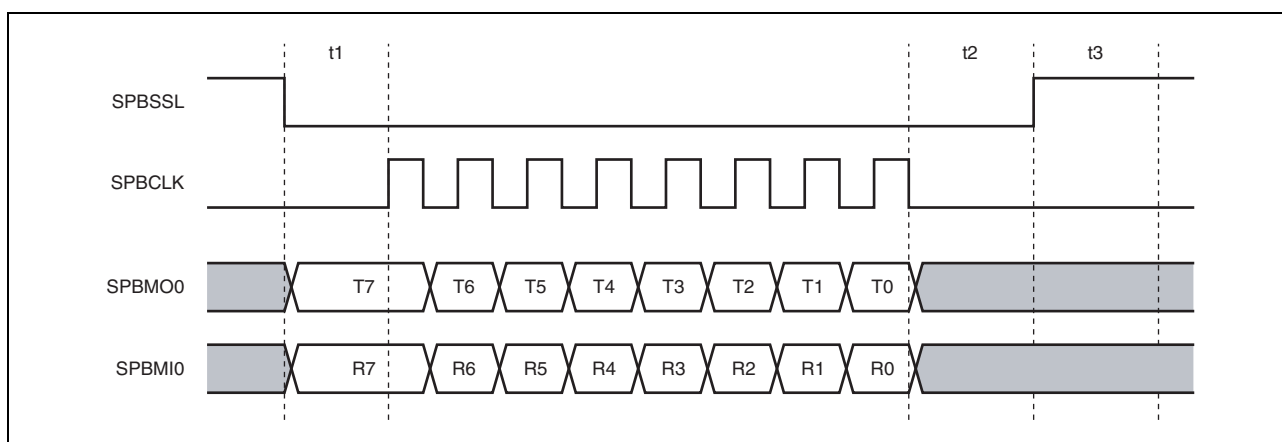 t1 t2 t3
SPBSSL
SPBCLK
SPBMO0 T7 T6 T5 T4 T3 T2 T1 T0
SPBMI0 R7 R6 R5 R4 R3 R2 R1 R0